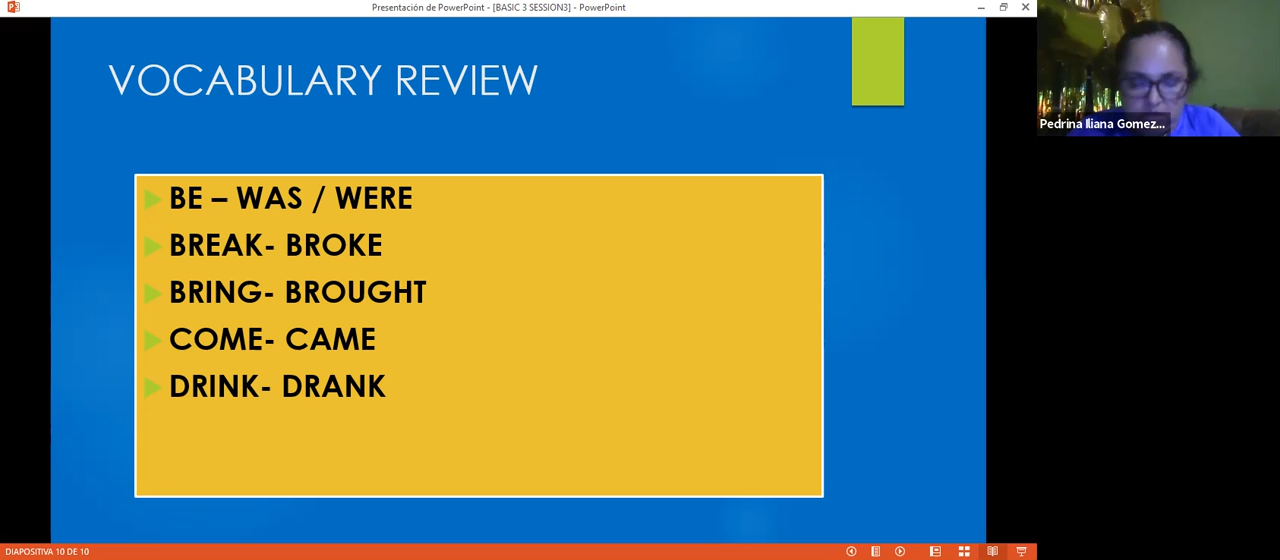 Presentación de PowerPoint - [BASIC 3 SESSION3] - PowerPoint
VOCABULARY REVIEW
BE – WAS / WERE
BREAK- BROKE
BRING- BROUGHT
COME- CAME
DRINK- DRANK
Pedrina Iliana Gomez...
DIAPOSITIVA 10 DE 10